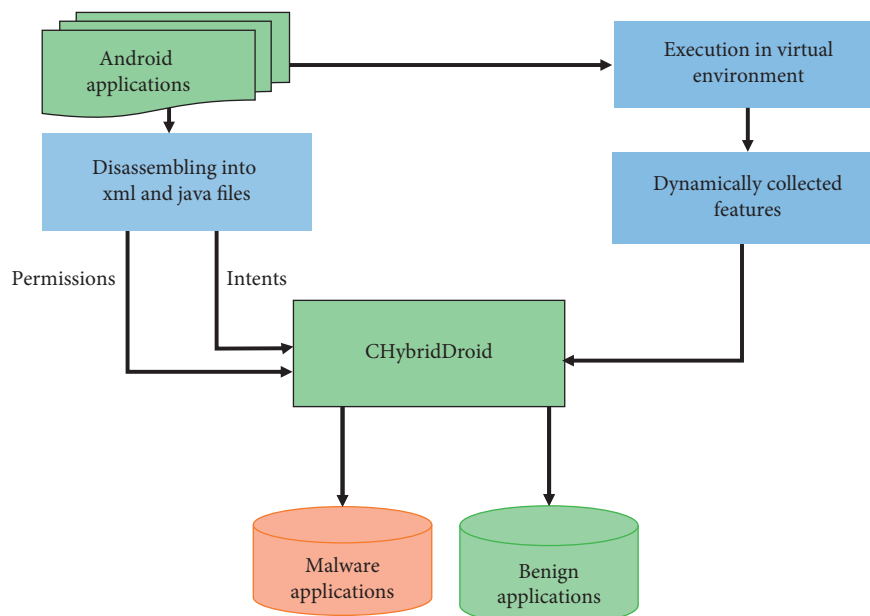 Android
applications
Execution in virtual
environment
Disassembling into
xml and java files
Dynamically collected
features
Permissions
Intents
CHybridDroid
Malware
applications
Benign
applications